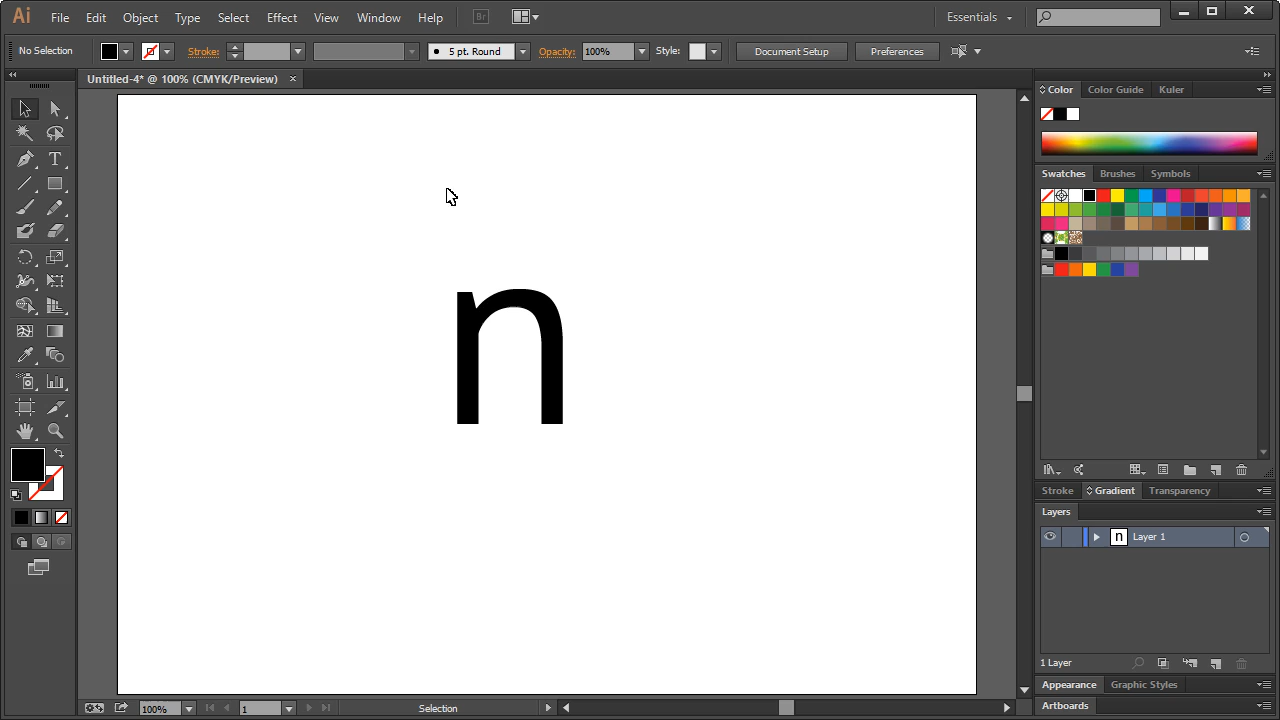 Ai File Edit Object Type Select Effect View Window Help Br Essentials
No Selection Stroke: 5 pt. Round Opacity: 100% Style: Document Setup Preferences
Untitled-4* @ 100% (CMYK/Preview) ×
Color Color Guide Kuler
Swatches Brushes Symbols
T
n
Stroke Gradient Transparency
Layers
n Layer 1
1 Layer
Appearance Graphic Styles
Artboards
100% 1 Selection